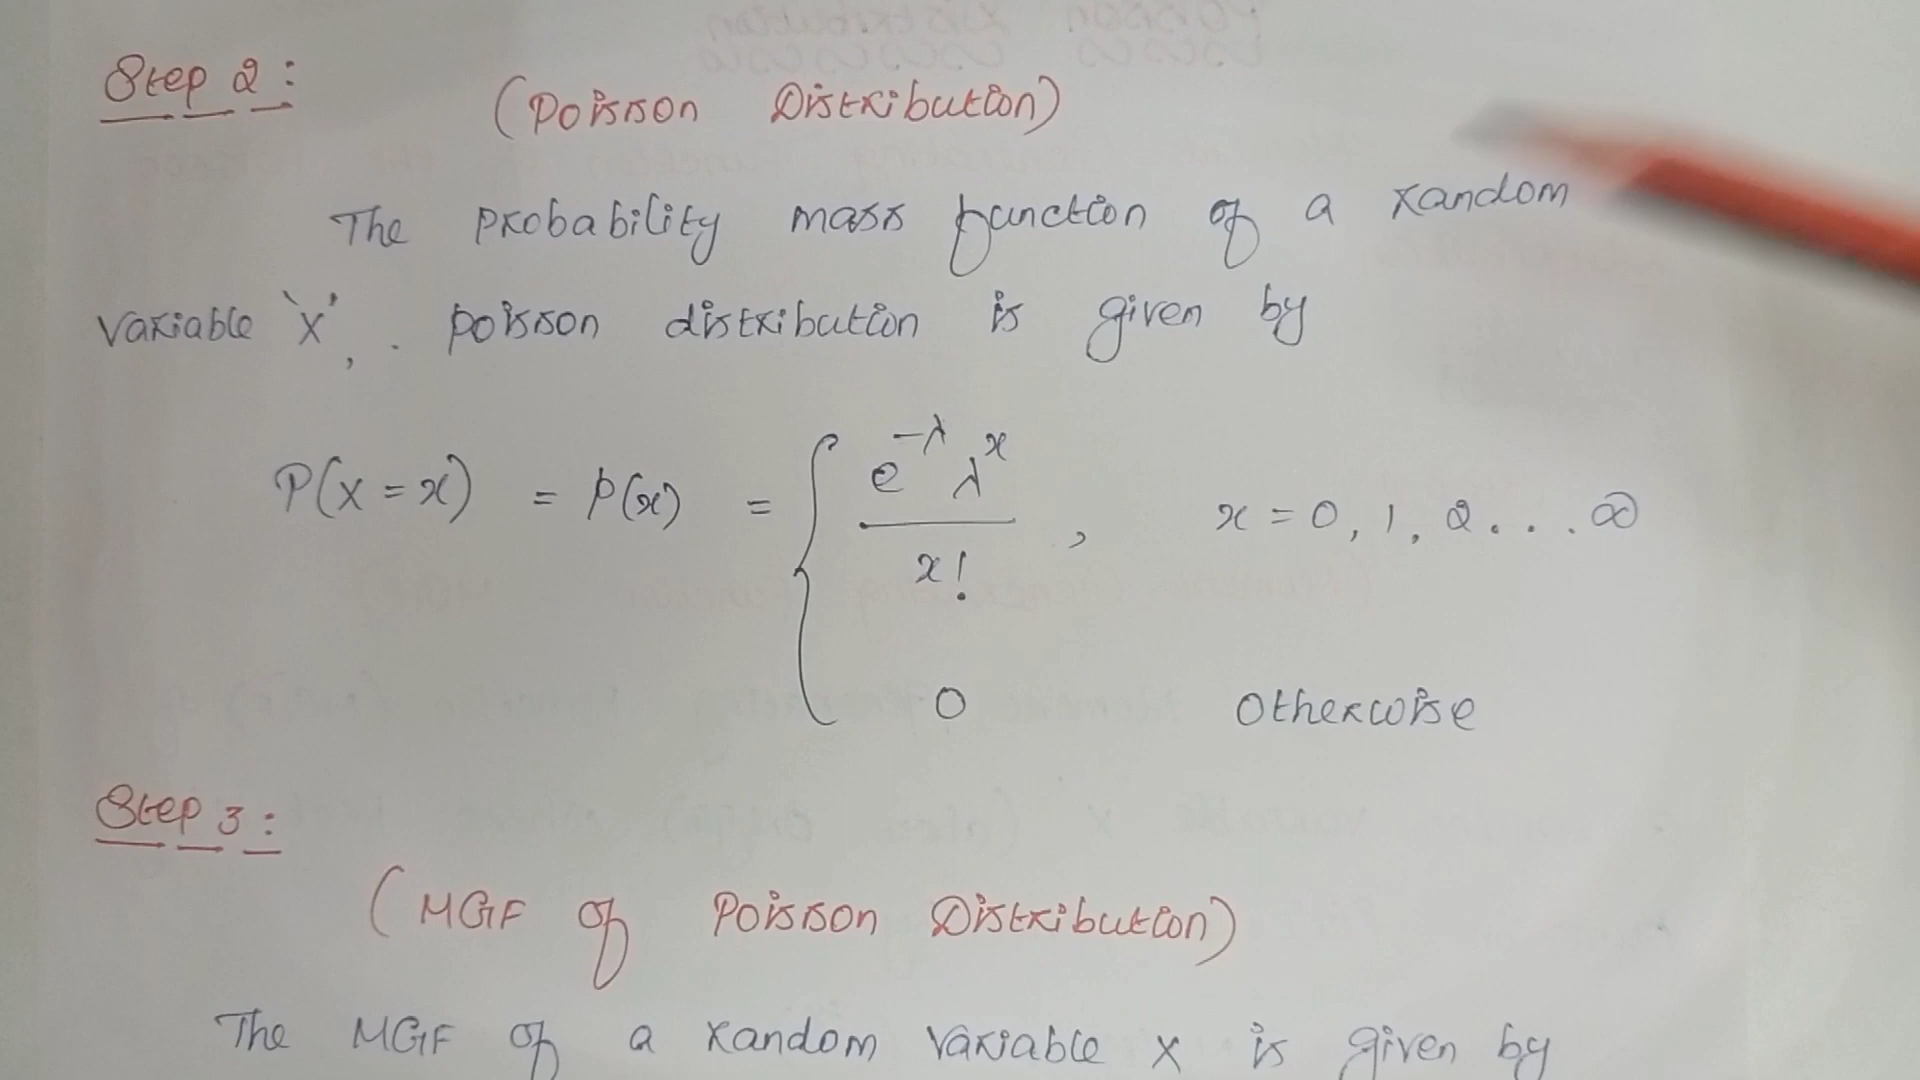 Step 2 :
(Poisson Distribution)
The probability mass function of a random
variable 'X', . poisson distribution is given by
P(X = x) = p(x) = { e^{-λ} λ^x / x! , x = 0, 1, 2 . . . ∞
0 Otherwise
Step 3 :
(MGF of Poisson Distribution)
The MGF of a random variable X is given by